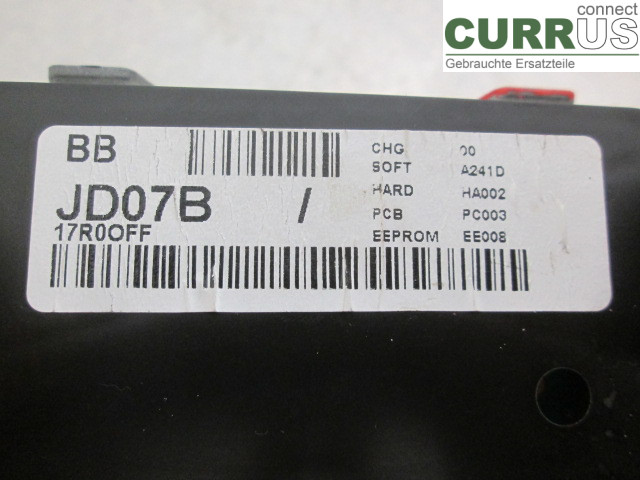 connect
CURRUS
Gebrauchte Ersatzteile
BB
JD07B /
17R0OFF
CHG 00
SOFT A241D
HARD HA002
PCB PC003
EEPROM EE008